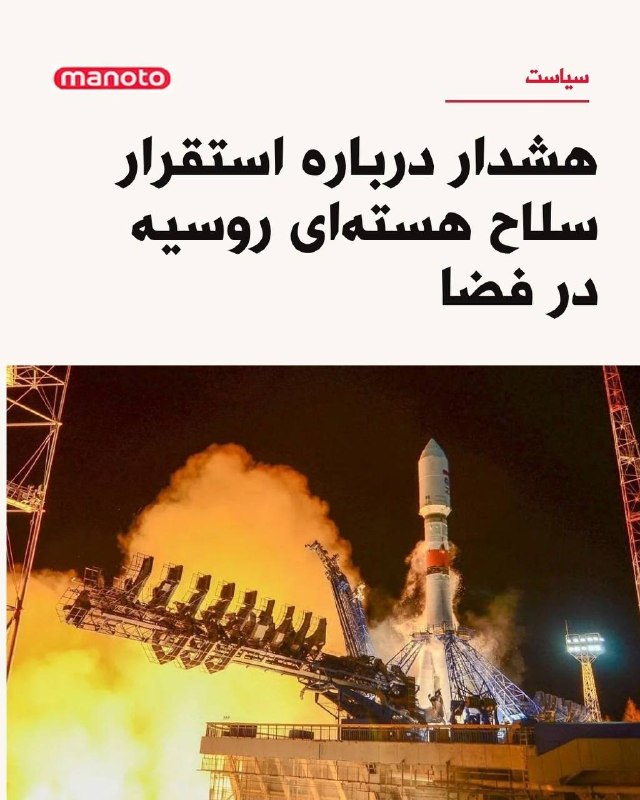 سیاست
manoto
هشدار درباره استقرار
سلاح هسته‌ای روسیه
در فضا